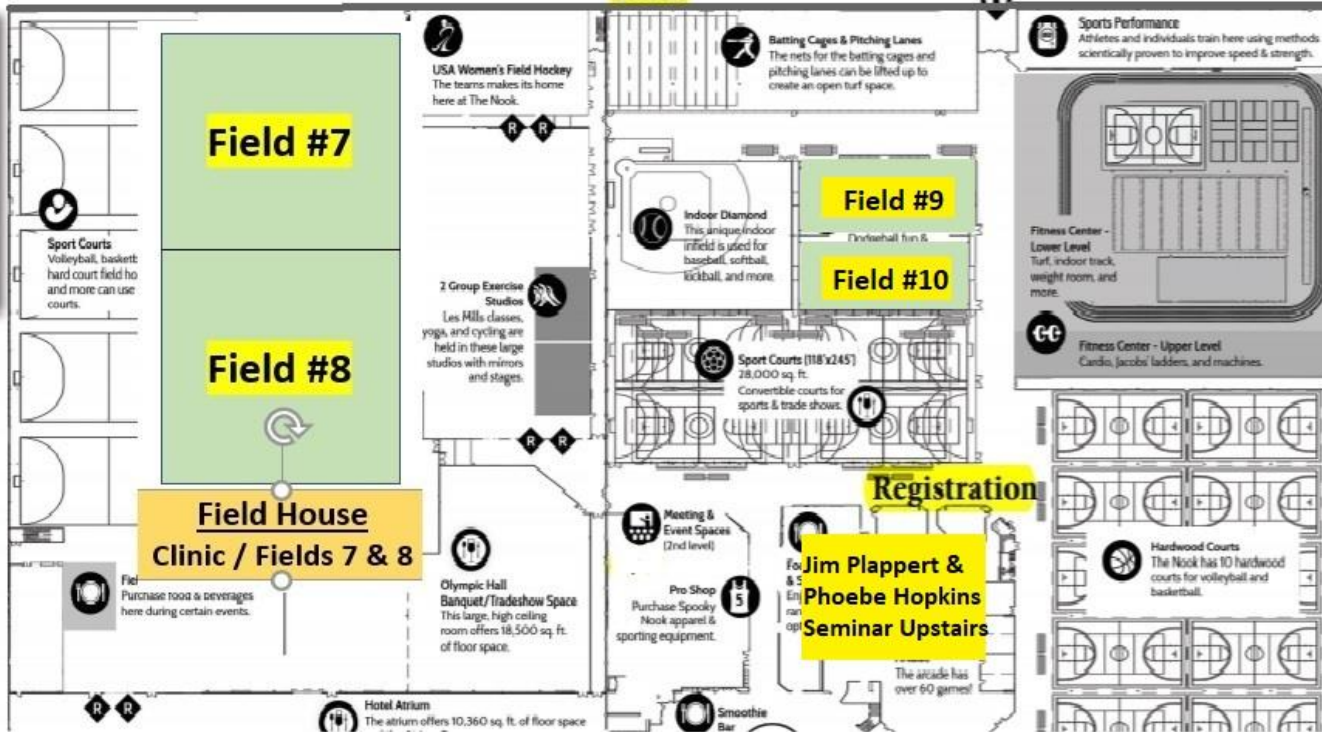 USA Women's Field Hockey
The teams makes its home
here at The Nook.
R R
Field #7
Sport Courts
Volleyball, basketb
hard court field ho
and more can use
courts.
Field #8
2 Group Exercise
Studios
Les Mills classes,
yoga, and cycling are
held in these large
studios with mirrors
and stages.
R R
Field House
Clinic / Fields 7 & 8
Fiel
Purchase food & beverages
here during certain events.
Olympic Hall
Banquet/Tradeshow Space
This large, high ceiling
room offers 18,500 sq. ft.
of floor space.
R R
Hotel Atrium
The atrium offers 10,360 sq. ft. of floor space
Batting Cages & Pitching Lanes
The nets for the batting cages and
pitching lanes can be lifted up to
create an open turf space.
Indoor Diamond
This unique indoor
infield is used for
baseball, softball,
kickball, and more.
Field #9
Dodgeball fun &
Field #10
Sport Courts (118'x245')
28,000 sq. ft.
Convertible courts for
sports & trade shows.
Registration
Meeting &
Event Spaces
(2nd level)
Pro Shop
Purchase Spooky
Nook apparel &
sporting equipment.
5
Jim Plappert &
Phoebe Hopkins
Seminar Upstairs
The arcade has
over 60 games!
Smoothie
Bar
Sports Performance
Athletes and individuals train here using methods
scientically proven to improve speed & strength.
Fitness Center -
Lower Level
Turf, indoor track,
weight room, and
more.
Fitness Center - Upper Level
Cardio, Jacobs' ladders, and machines.
Hardwood Courts
The Nook has 10 hardwood
courts for volleyball and
basketball.